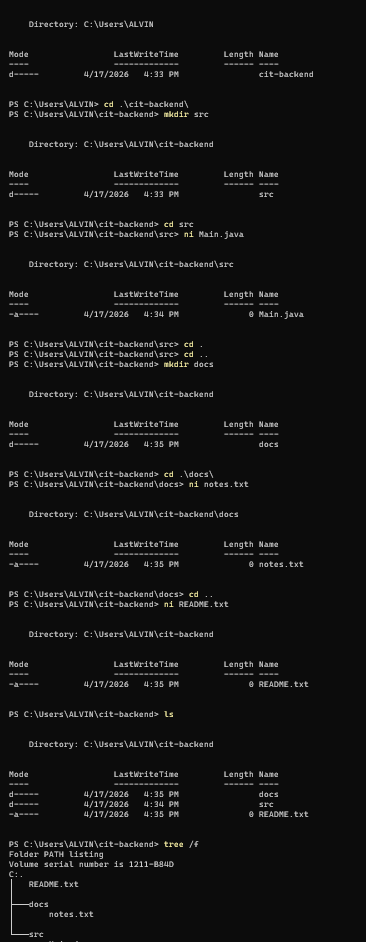 Directory: C:\Users\ALVIN
Mode LastWriteTime Length Name
---- ------------- ------ ----
d----- 4/17/2026 4:33 PM cit-backend
PS C:\Users\ALVIN> cd .\cit-backend\
PS C:\Users\ALVIN\cit-backend> mkdir src
Directory: C:\Users\ALVIN\cit-backend
Mode LastWriteTime Length Name
---- ------------- ------ ----
d----- 4/17/2026 4:33 PM src
PS C:\Users\ALVIN\cit-backend> cd src
PS C:\Users\ALVIN\cit-backend\src> ni Main.java
Directory: C:\Users\ALVIN\cit-backend\src
Mode LastWriteTime Length Name
---- ------------- ------ ----
-a---- 4/17/2026 4:34 PM 0 Main.java
PS C:\Users\ALVIN\cit-backend\src> cd .
PS C:\Users\ALVIN\cit-backend\src> cd ..
PS C:\Users\ALVIN\cit-backend> mkdir docs
Directory: C:\Users\ALVIN\cit-backend
Mode LastWriteTime Length Name
---- ------------- ------ ----
d----- 4/17/2026 4:35 PM docs
PS C:\Users\ALVIN\cit-backend> cd .\docs\
PS C:\Users\ALVIN\cit-backend\docs> ni notes.txt
Directory: C:\Users\ALVIN\cit-backend\docs
Mode LastWriteTime Length Name
---- ------------- ------ ----
-a---- 4/17/2026 4:35 PM 0 notes.txt
PS C:\Users\ALVIN\cit-backend\docs> cd ..
PS C:\Users\ALVIN\cit-backend> ni README.txt
Directory: C:\Users\ALVIN\cit-backend
Mode LastWriteTime Length Name
---- ------------- ------ ----
-a---- 4/17/2026 4:35 PM 0 README.txt
PS C:\Users\ALVIN\cit-backend> ls
Directory: C:\Users\ALVIN\cit-backend
Mode LastWriteTime Length Name
---- ------------- ------ ----
d----- 4/17/2026 4:35 PM docs
d----- 4/17/2026 4:34 PM src
-a---- 4/17/2026 4:35 PM 0 README.txt
PS C:\Users\ALVIN\cit-backend> tree /f
Folder PATH listing
Volume serial number is 1211-B84D
C:.
README.txt
docs
notes.txt
src